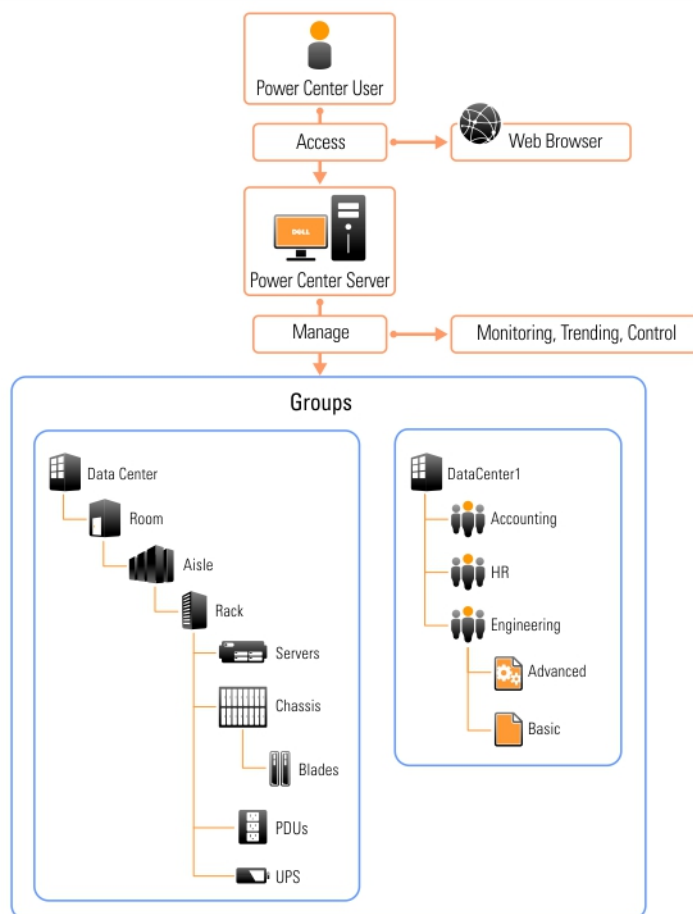 Power Center User
Access
Web Browser
DELL
Power Center Server
Manage
Monitoring, Trending, Control
Groups
Data Center
Room
Aisle
Rack
Servers
Chassis
Blades
PDUs
UPS
DataCenter1
Accounting
HR
Engineering
Advanced
Basic